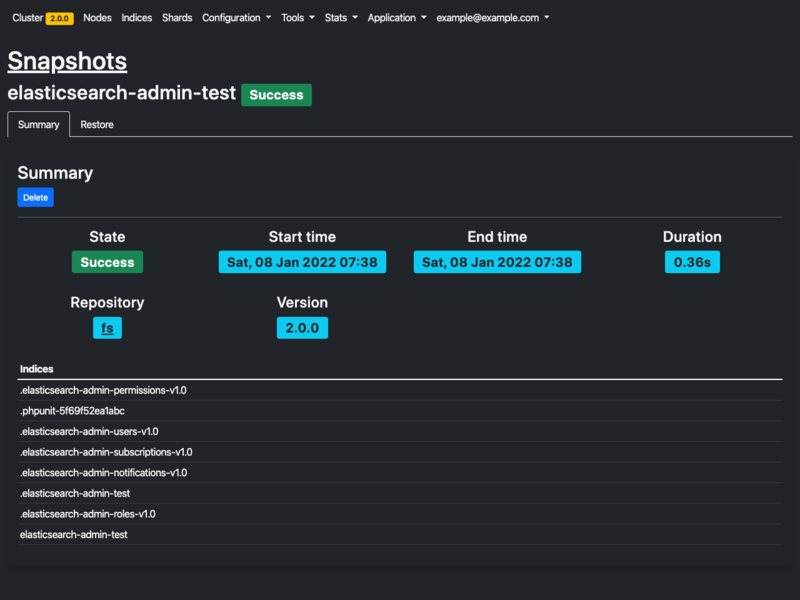 Cluster 2.0.0 Nodes Indices Shards Configuration Tools Stats Application example@example.com
Snapshots
elasticsearch-admin-test Success
Summary Restore
Summary
Delete
State Start time End time Duration
Success Sat, 08 Jan 2022 07:38 Sat, 08 Jan 2022 07:38 0.36s
Repository Version
fs 2.0.0
Indices
.elasticsearch-admin-permissions-v1.0
.phpunit-5f69f52ea1abc
.elasticsearch-admin-users-v1.0
.elasticsearch-admin-subscriptions-v1.0
.elasticsearch-admin-notifications-v1.0
.elasticsearch-admin-test
.elasticsearch-admin-roles-v1.0
elasticsearch-admin-test